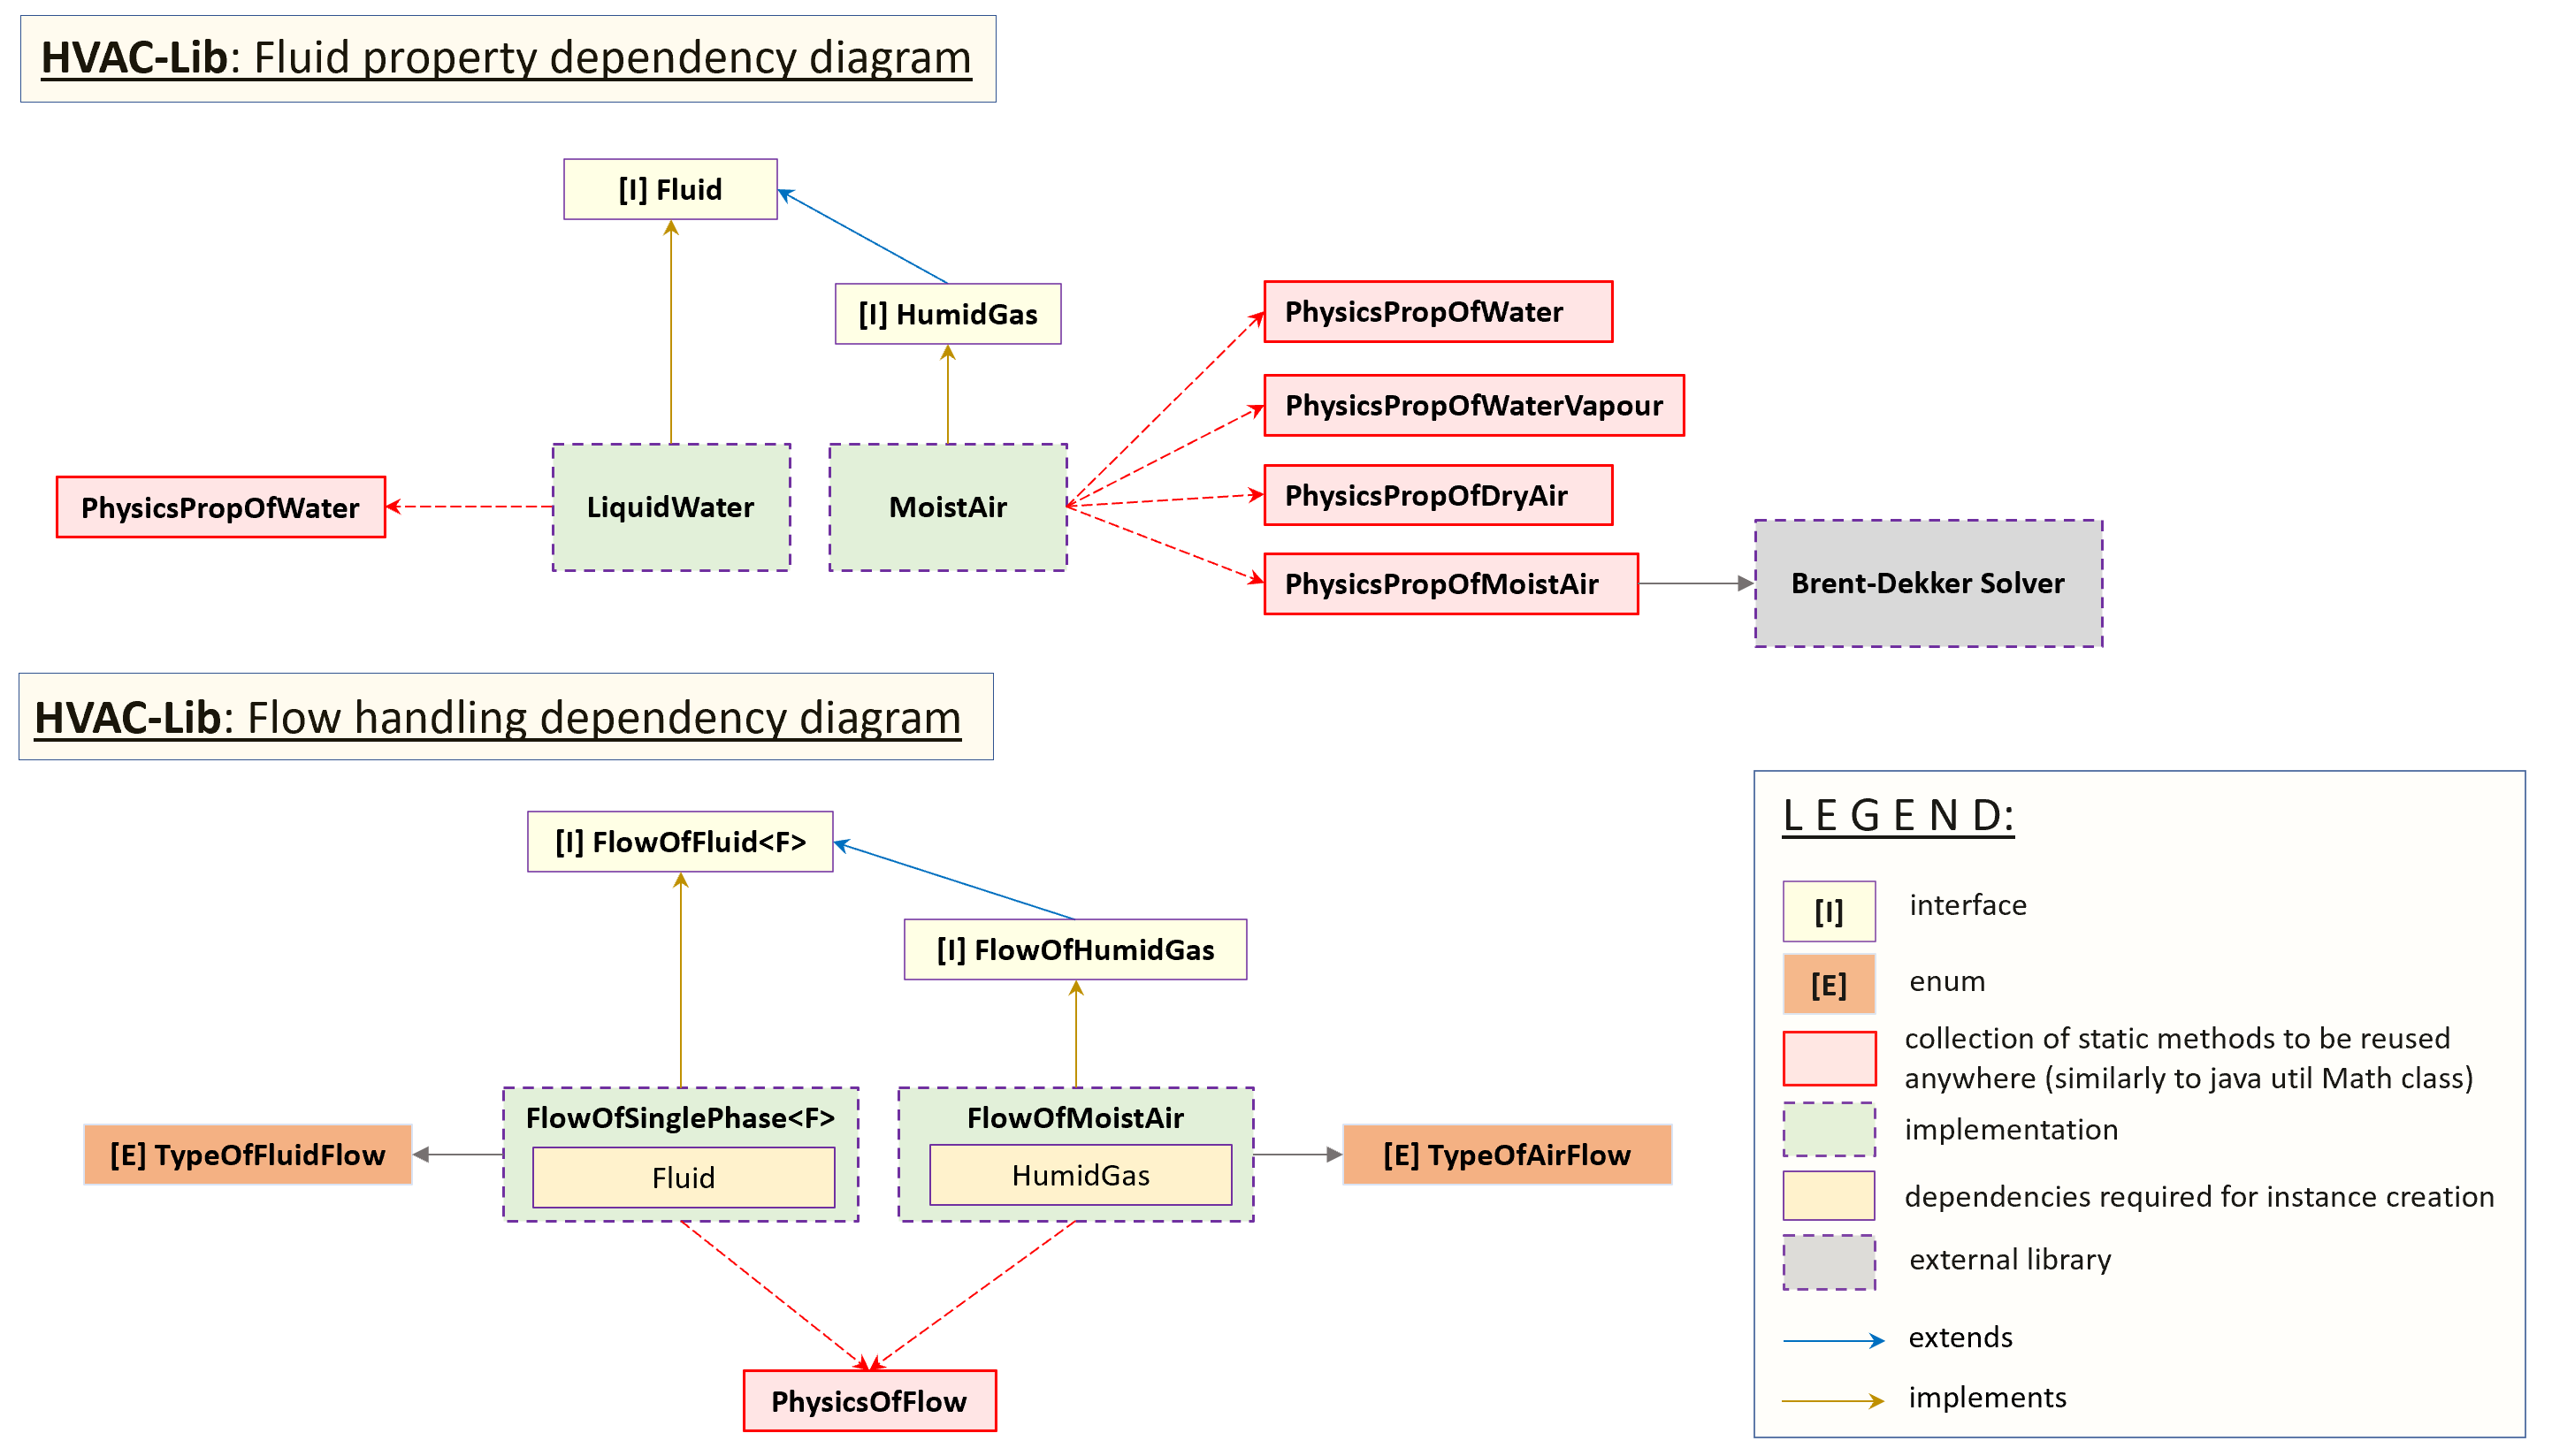 HVAC-Lib: Fluid property dependency diagram
[I] Fluid
[I] HumidGas
PhysicsPropOfWater
PhysicsPropOfWaterVapour
PhysicsPropOfWater
LiquidWater
MoistAir
PhysicsPropOfDryAir
PhysicsPropOfMoistAir
Brent-Dekker Solver
HVAC-Lib: Flow handling dependency diagram
[I] FlowOfFluid<F>
[I] FlowOfHumidGas
FlowOfSinglePhase<F>
Fluid
FlowOfMoistAir
HumidGas
[E] TypeOfFluidFlow
[E] TypeOfAirFlow
PhysicsOfFlow
L E G E N D:
[I] interface
[E] enum
collection of static methods to be reused
anywhere (similarly to java util Math class)
implementation
dependencies required for instance creation
external library
extends
implements